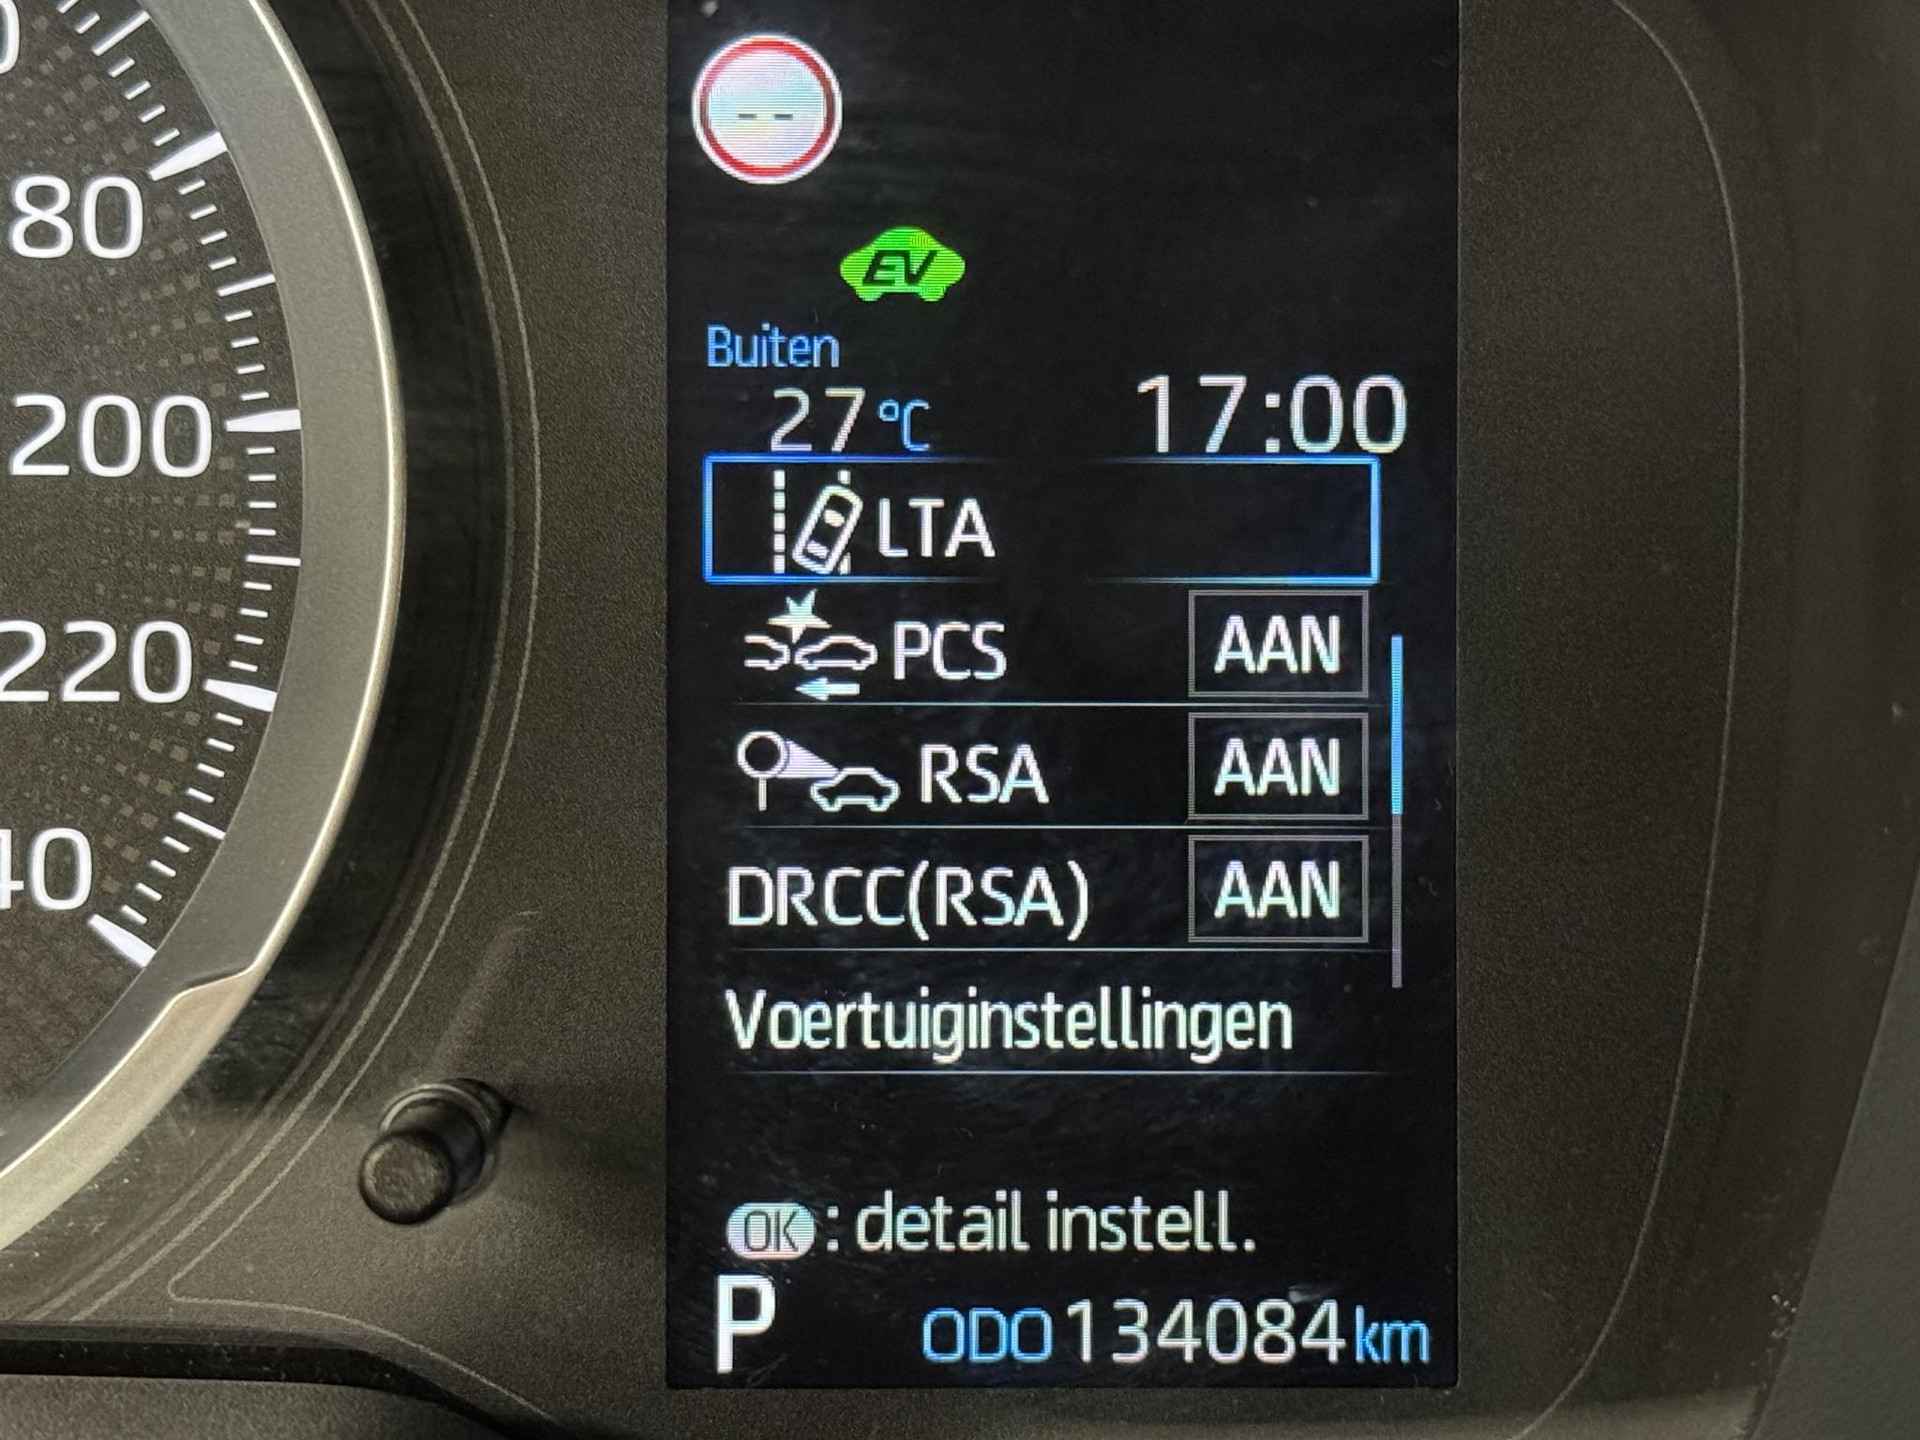 --
EV
Buiten
27 °C 17:00
LTA
PCS AAN
RSA AAN
DRCC(RSA) AAN
Voertuiginstellingen
OK : detail instell.
P ODO 134084 km
80
200
220
40